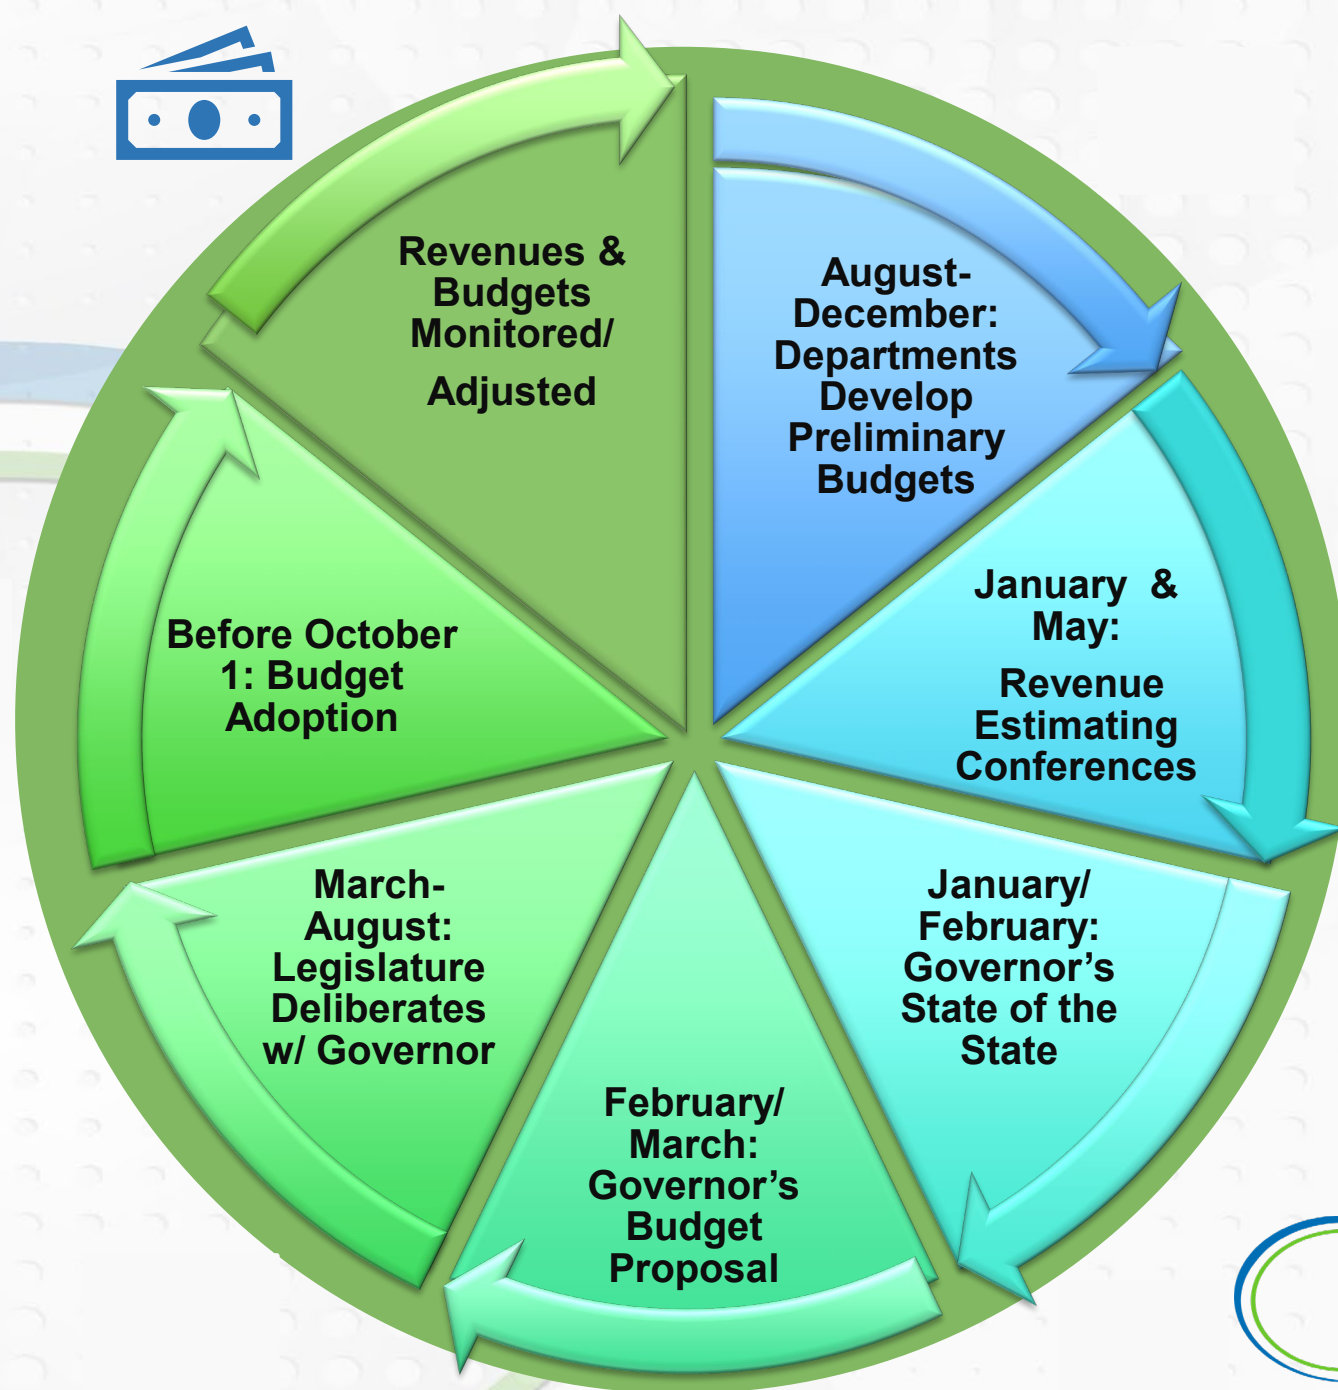 August-
December:
Departments
Develop
Preliminary
Budgets
January  &
May:
Revenue
Estimating
Conferences
January/
February:
Governor’s
State of the
State
February/
March:
Governor’s
Budget
Proposal
March-
August:
Legislature
Deliberates
w/ Governor
Before October
1: Budget
Adoption
Revenues &
Budgets
Monitored/
Adjusted